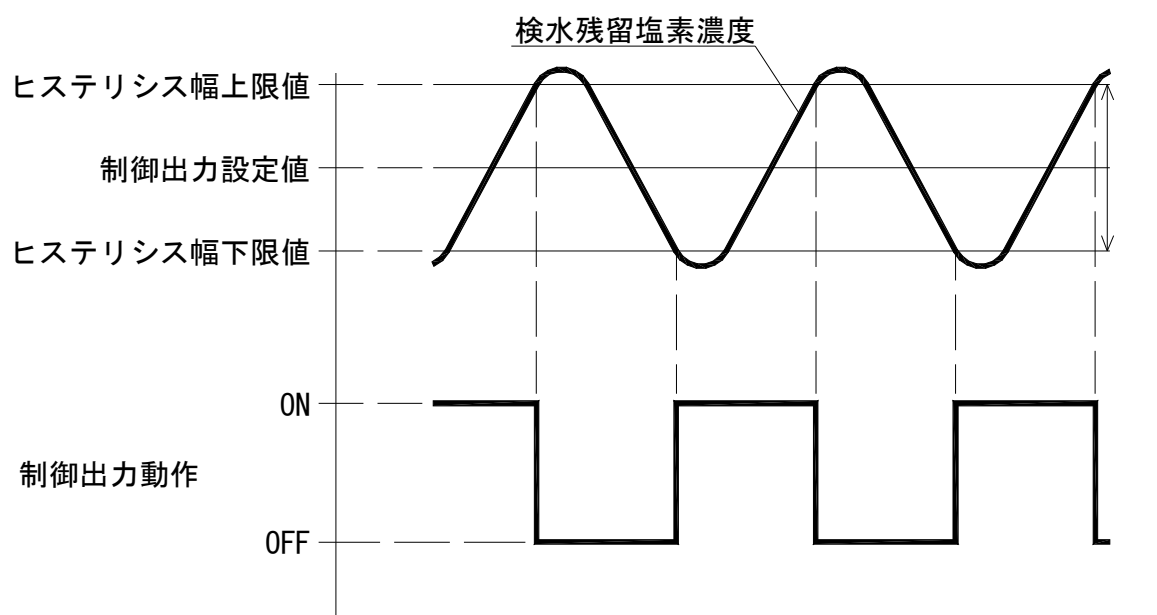 検水残留塩素濃度
ヒステリシス幅上限値
制御出力設定値
ヒステリシス幅下限値
ON
制御出力動作
OFF